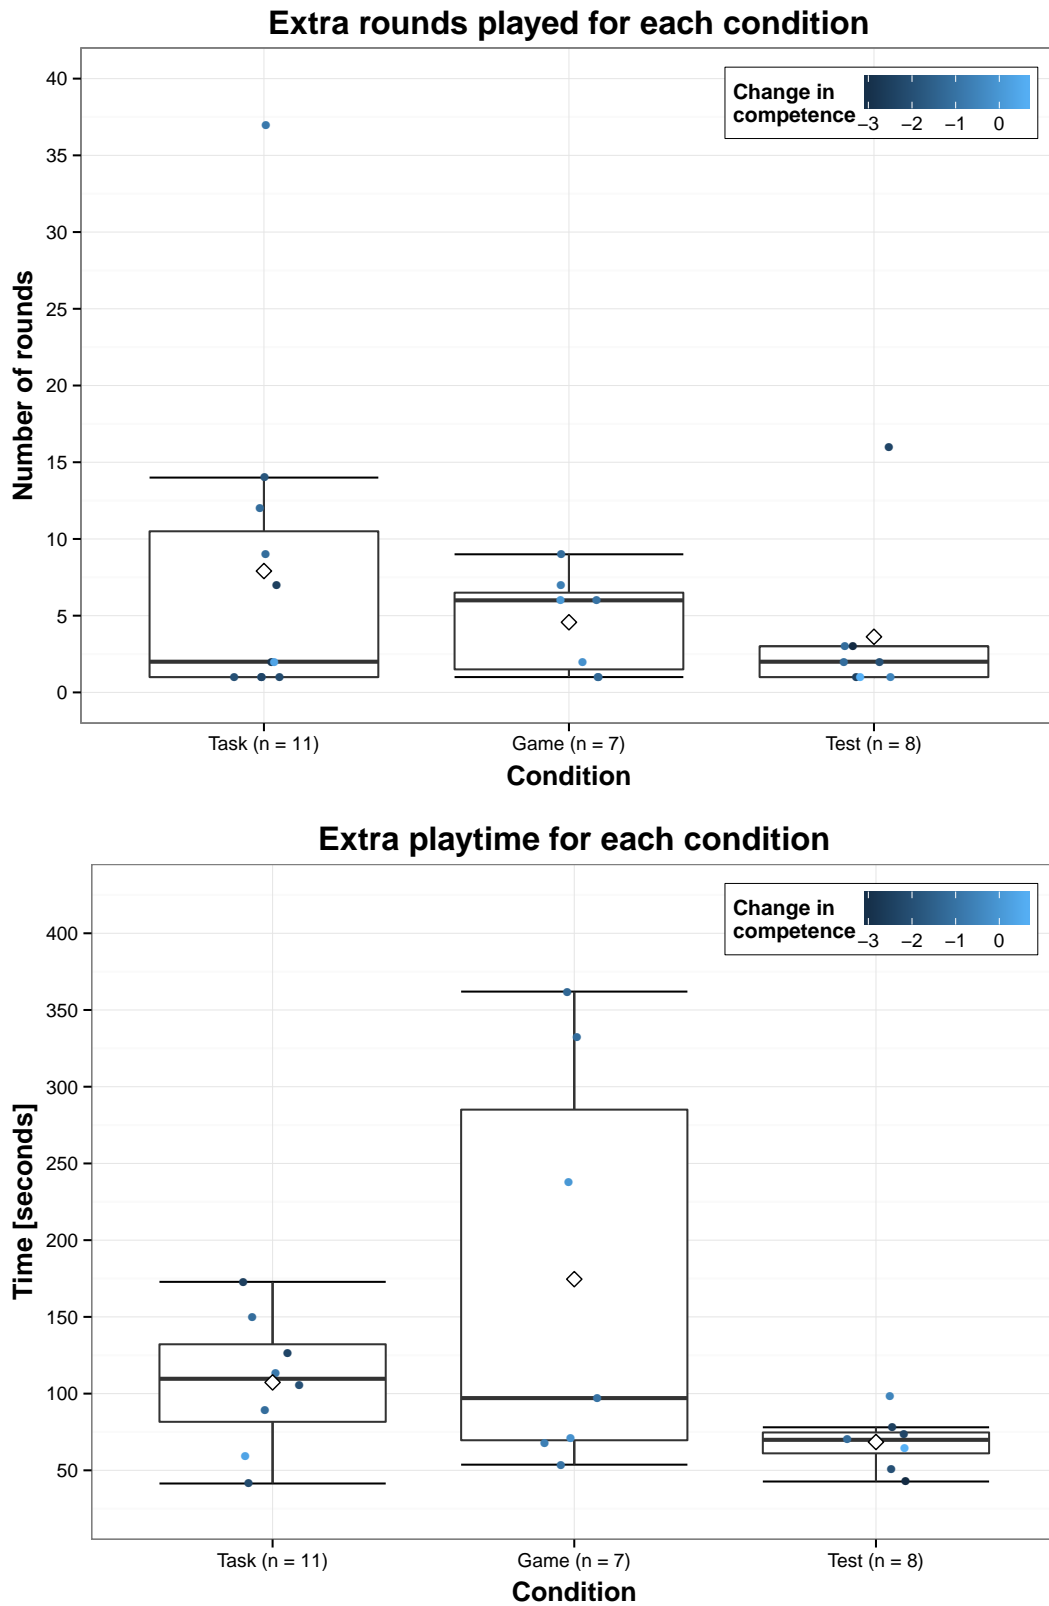 Extra rounds played for each condition
Change in
competence
−3 −2 −1 0
40
35
30
25
20
15
10
5
0
Number of rounds
Task (n = 11) Game (n = 7) Test (n = 8)
Condition
Extra playtime for each condition
Change in
competence
−3 −2 −1 0
400
350
300
250
200
150
100
50
Time [seconds]
Task (n = 11) Game (n = 7) Test (n = 8)
Condition